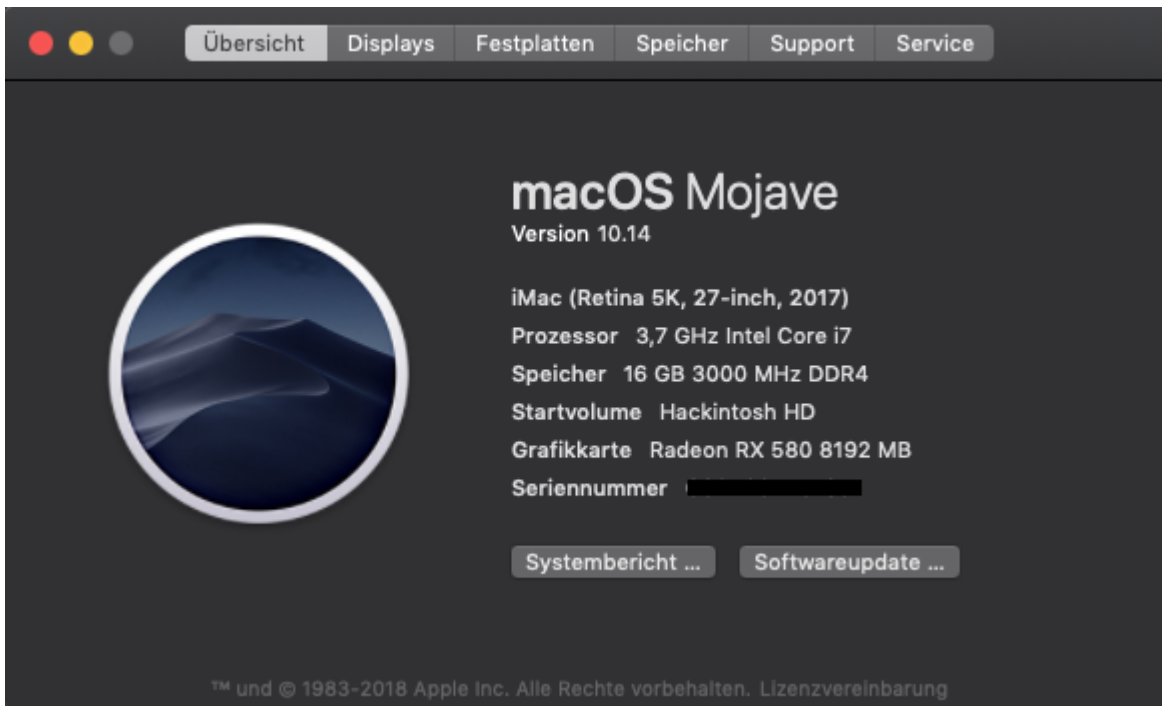 Übersicht Displays Festplatten Speicher Support Service
macOS Mojave
Version 10.14
iMac (Retina 5K, 27-inch, 2017)
Prozessor 3,7 GHz Intel Core i7
Speicher 16 GB 3000 MHz DDR4
Startvolume Hackintosh HD
Grafikkarte Radeon RX 580 8192 MB
Seriennummer
Systembericht ... Softwareupdate ...
™ und © 1983-2018 Apple Inc. Alle Rechte vorbehalten. Lizenzvereinbarung